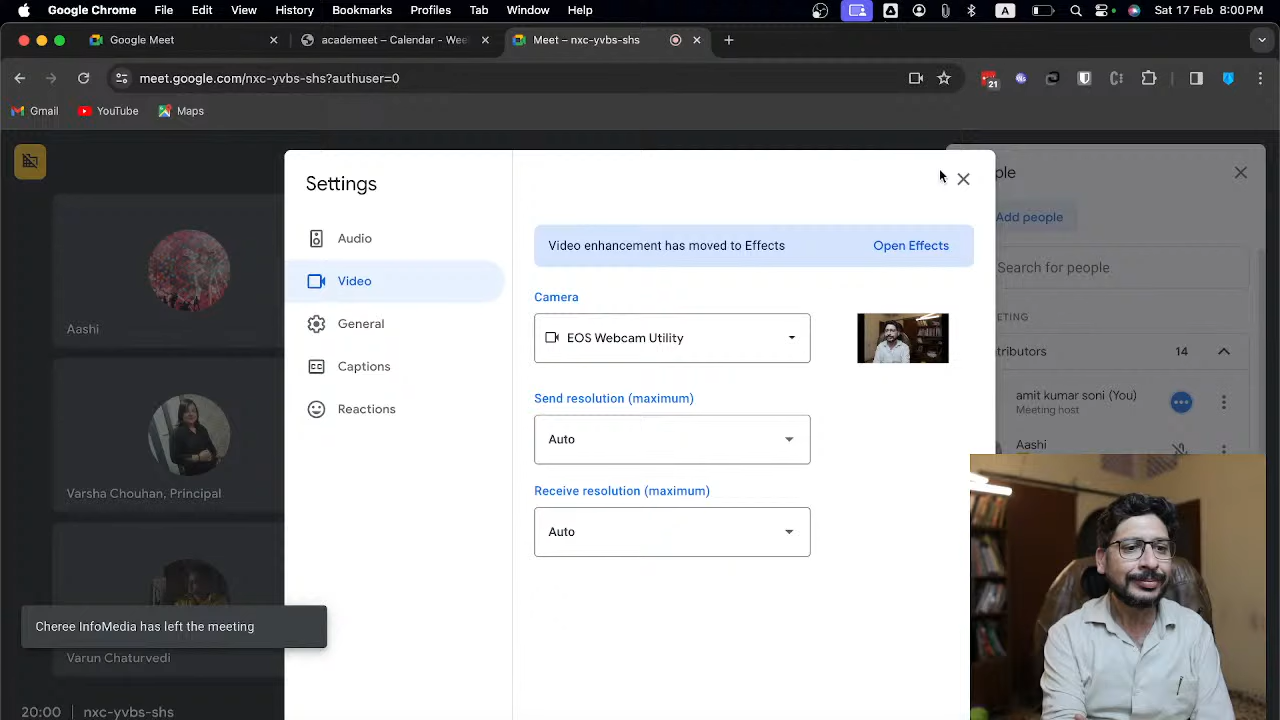 Google Chrome File Edit View History Bookmarks Profiles Tab Window Help A Sat 17 Feb 8:00 PM
Google Meet academeet – Calendar - Wee Meet – nxc-yvbs-shs
meet.google.com/nxc-yvbs-shs?authuser=0 21
Gmail YouTube Maps
Settings
Audio
Video
General
Captions
Reactions
Video enhancement has moved to Effects Open Effects
Camera
EOS Webcam Utility
Send resolution (maximum)
Auto
Receive resolution (maximum)
Auto
ple
Add people
Search for people
EETING
tributors 14
amit kumar soni (You)
Meeting host
Aashi
Aashi
Varsha Chouhan, Principal
Cheree InfoMedia has left the meeting
Varun Chaturvedi
20:00 | nxc-yvbs-shs